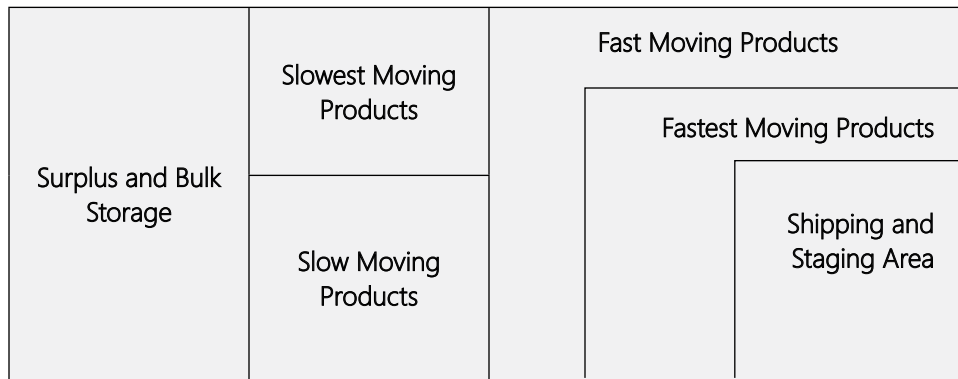 Surplus and Bulk
Storage
Slowest Moving
Products
Slow Moving
Products
Fast Moving Products
Fastest Moving Products
Shipping and
Staging Area